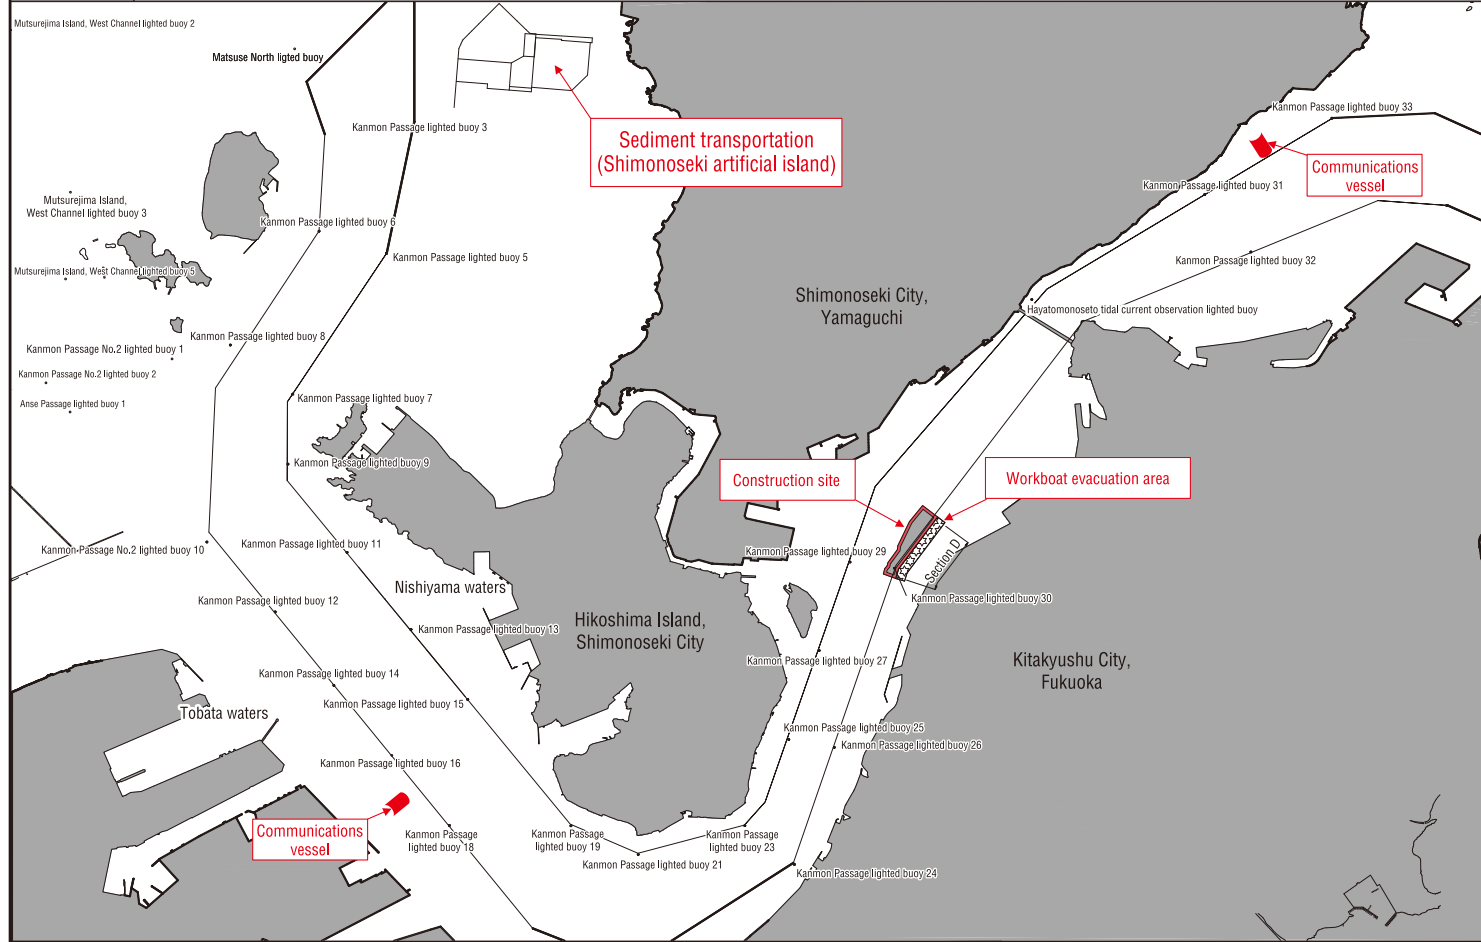 Mutsurejima Island, West Channel lighted buoy 2
Matsuse North ligted buoy
Kanmon Passage lighted buoy 3
Sediment transportation
(Shimonoseki artificial island)
Kanmon Passage lighted buoy 33
Communications
vessel
Kanmon Passage lighted buoy 31
Mutsurejima Island,
West Channel lighted buoy 3
Kanmon Passage lighted buoy 6
Kanmon Passage lighted buoy 5
Kanmon Passage lighted buoy 32
Mutsurejima Island, West Channel lighted buoy 5
Shimonoseki City,
Yamaguchi
Hayatomonoseto tidal current observation lighted buoy
Kanmon Passage lighted buoy 8
Kanmon Passage No.2 lighted buoy 1
Kanmon Passage No.2 lighted buoy 2
Anse Passage lighted buoy 1
Kanmon Passage lighted buoy 7
Kanmon Passage lighted buoy 9
Construction site
Workboat evacuation area
Kanmon Passage No.2 lighted buoy 10
Kanmon Passage lighted buoy 11
Kanmon Passage lighted buoy 29
Section D
Nishiyama waters
Kanmon Passage lighted buoy 12
Kanmon Passage lighted buoy 30
Hikoshima Island,
Shimonoseki City
Kanmon Passage lighted buoy 13
Kanmon Passage lighted buoy 27
Kitakyushu City,
Fukuoka
Kanmon Passage lighted buoy 14
Kanmon Passage lighted buoy 15
Tobata waters
Kanmon Passage lighted buoy 25
Kanmon Passage lighted buoy 26
Kanmon Passage lighted buoy 16
Communications
vessel
Kanmon Passage
lighted buoy 18
Kanmon Passage
lighted buoy 19
Kanmon Passage
lighted buoy 23
Kanmon Passage lighted buoy 21
Kanmon Passage lighted buoy 24